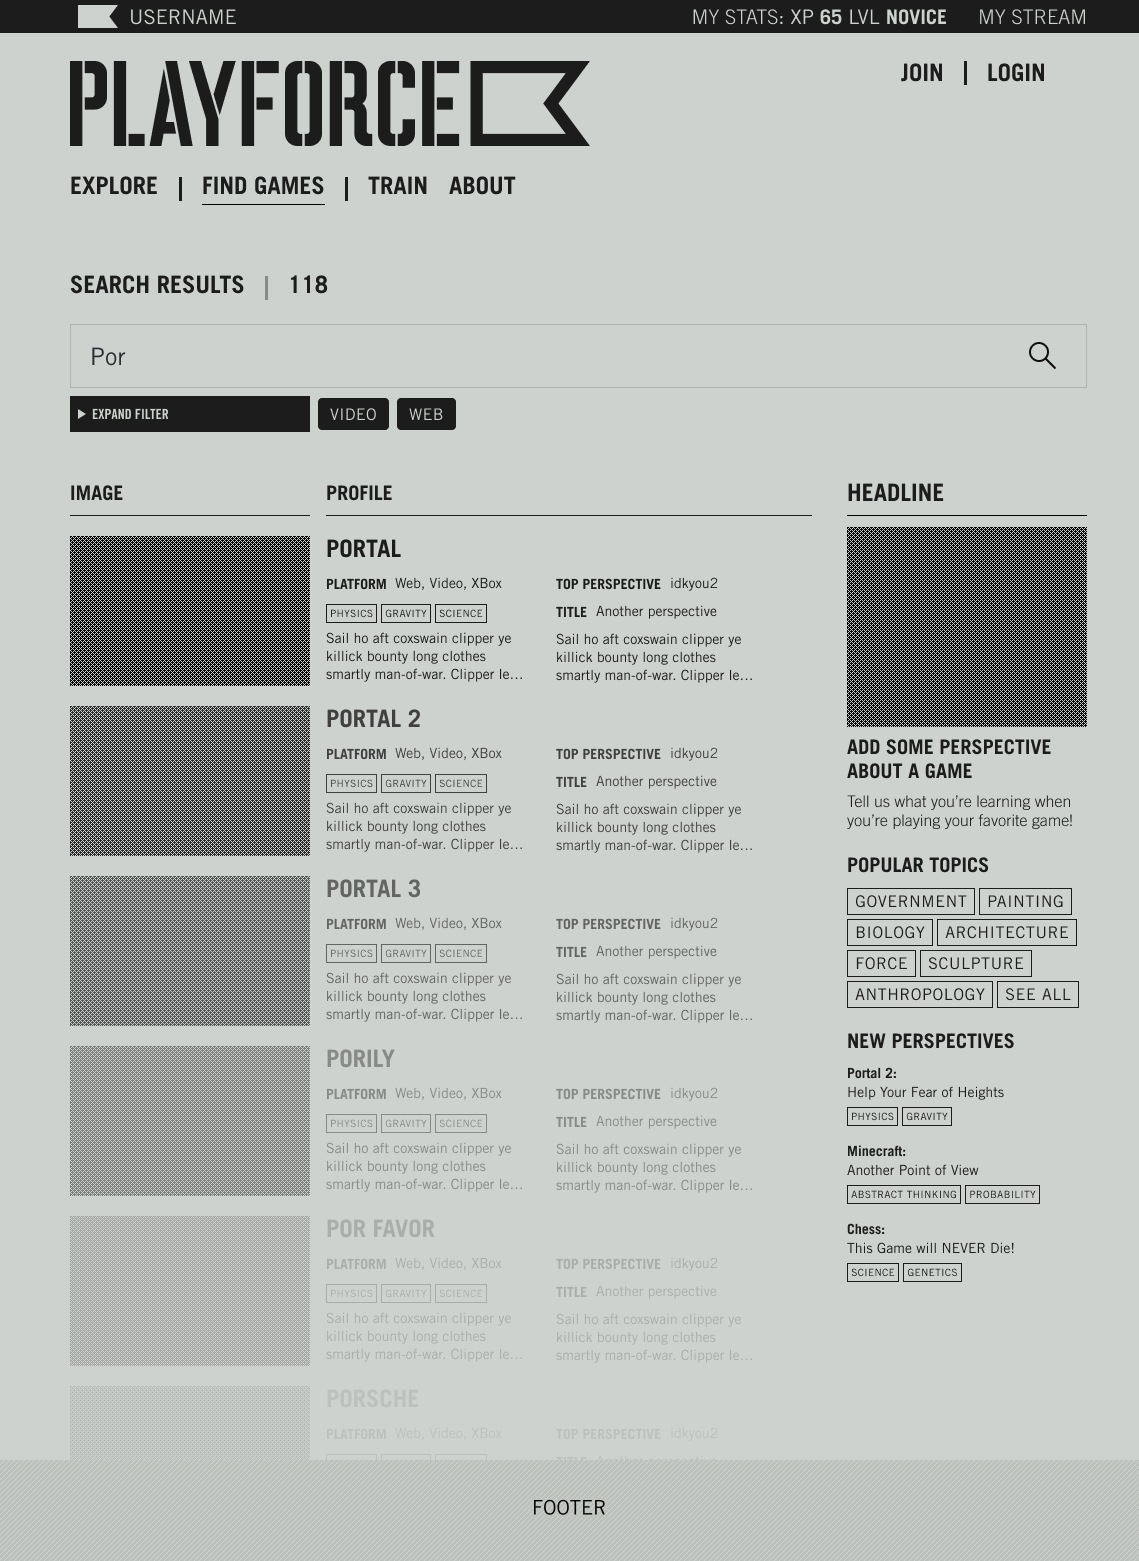 USERNAME
MY STATS: XP 65 LVL NOVICE
MY STREAM
PLAYFORCE
JOIN | LOGIN
EXPLORE | FIND GAMES | TRAIN ABOUT
SEARCH RESULTS | 118
Por
EXPAND FILTER
VIDEO
WEB
IMAGE
PROFILE
PORTAL
PLATFORM Web, Video, XBox
PHYSICS GRAVITY SCIENCE
Sail ho aft coxswain clipper ye
killick bounty long clothes
smartly man-of-war. Clipper le...
TOP PERSPECTIVE idkyou2
TITLE Another perspective
Sail ho aft coxswain clipper ye
killick bounty long clothes
smartly man-of-war. Clipper le...
PORTAL 2
PLATFORM Web, Video, XBox
PHYSICS GRAVITY SCIENCE
Sail ho aft coxswain clipper ye
killick bounty long clothes
smartly man-of-war. Clipper le...
TOP PERSPECTIVE idkyou2
TITLE Another perspective
Sail ho aft coxswain clipper ye
killick bounty long clothes
smartly man-of-war. Clipper le...
PORTAL 3
PLATFORM Web, Video, XBox
PHYSICS GRAVITY SCIENCE
Sail ho aft coxswain clipper ye
killick bounty long clothes
smartly man-of-war. Clipper le...
TOP PERSPECTIVE idkyou2
TITLE Another perspective
Sail ho aft coxswain clipper ye
killick bounty long clothes
smartly man-of-war. Clipper le...
PORILY
PLATFORM Web, Video, XBox
PHYSICS GRAVITY SCIENCE
Sail ho aft coxswain clipper ye
killick bounty long clothes
smartly man-of-war. Clipper le...
TOP PERSPECTIVE idkyou2
TITLE Another perspective
Sail ho aft coxswain clipper ye
killick bounty long clothes
smartly man-of-war. Clipper le...
POR FAVOR
PLATFORM Web, Video, XBox
PHYSICS GRAVITY SCIENCE
Sail ho aft coxswain clipper ye
killick bounty long clothes
smartly man-of-war. Clipper le...
TOP PERSPECTIVE idkyou2
TITLE Another perspective
Sail ho aft coxswain clipper ye
killick bounty long clothes
smartly man-of-war. Clipper le...
PORSCHE
PLATFORM Web, Video, XBox
TOP PERSPECTIVE idkyou2
HEADLINE
ADD SOME PERSPECTIVE
ABOUT A GAME
Tell us what you're learning when
you're playing your favorite game!
POPULAR TOPICS
GOVERNMENT PAINTING
BIOLOGY ARCHITECTURE
FORCE SCULPTURE
ANTHROPOLOGY SEE ALL
NEW PERSPECTIVES
Portal 2:
Help Your Fear of Heights
PHYSICS GRAVITY
Minecraft:
Another Point of View
ABSTRACT THINKING PROBABILITY
Chess:
This Game will NEVER Die!
SCIENCE GENETICS
FOOTER